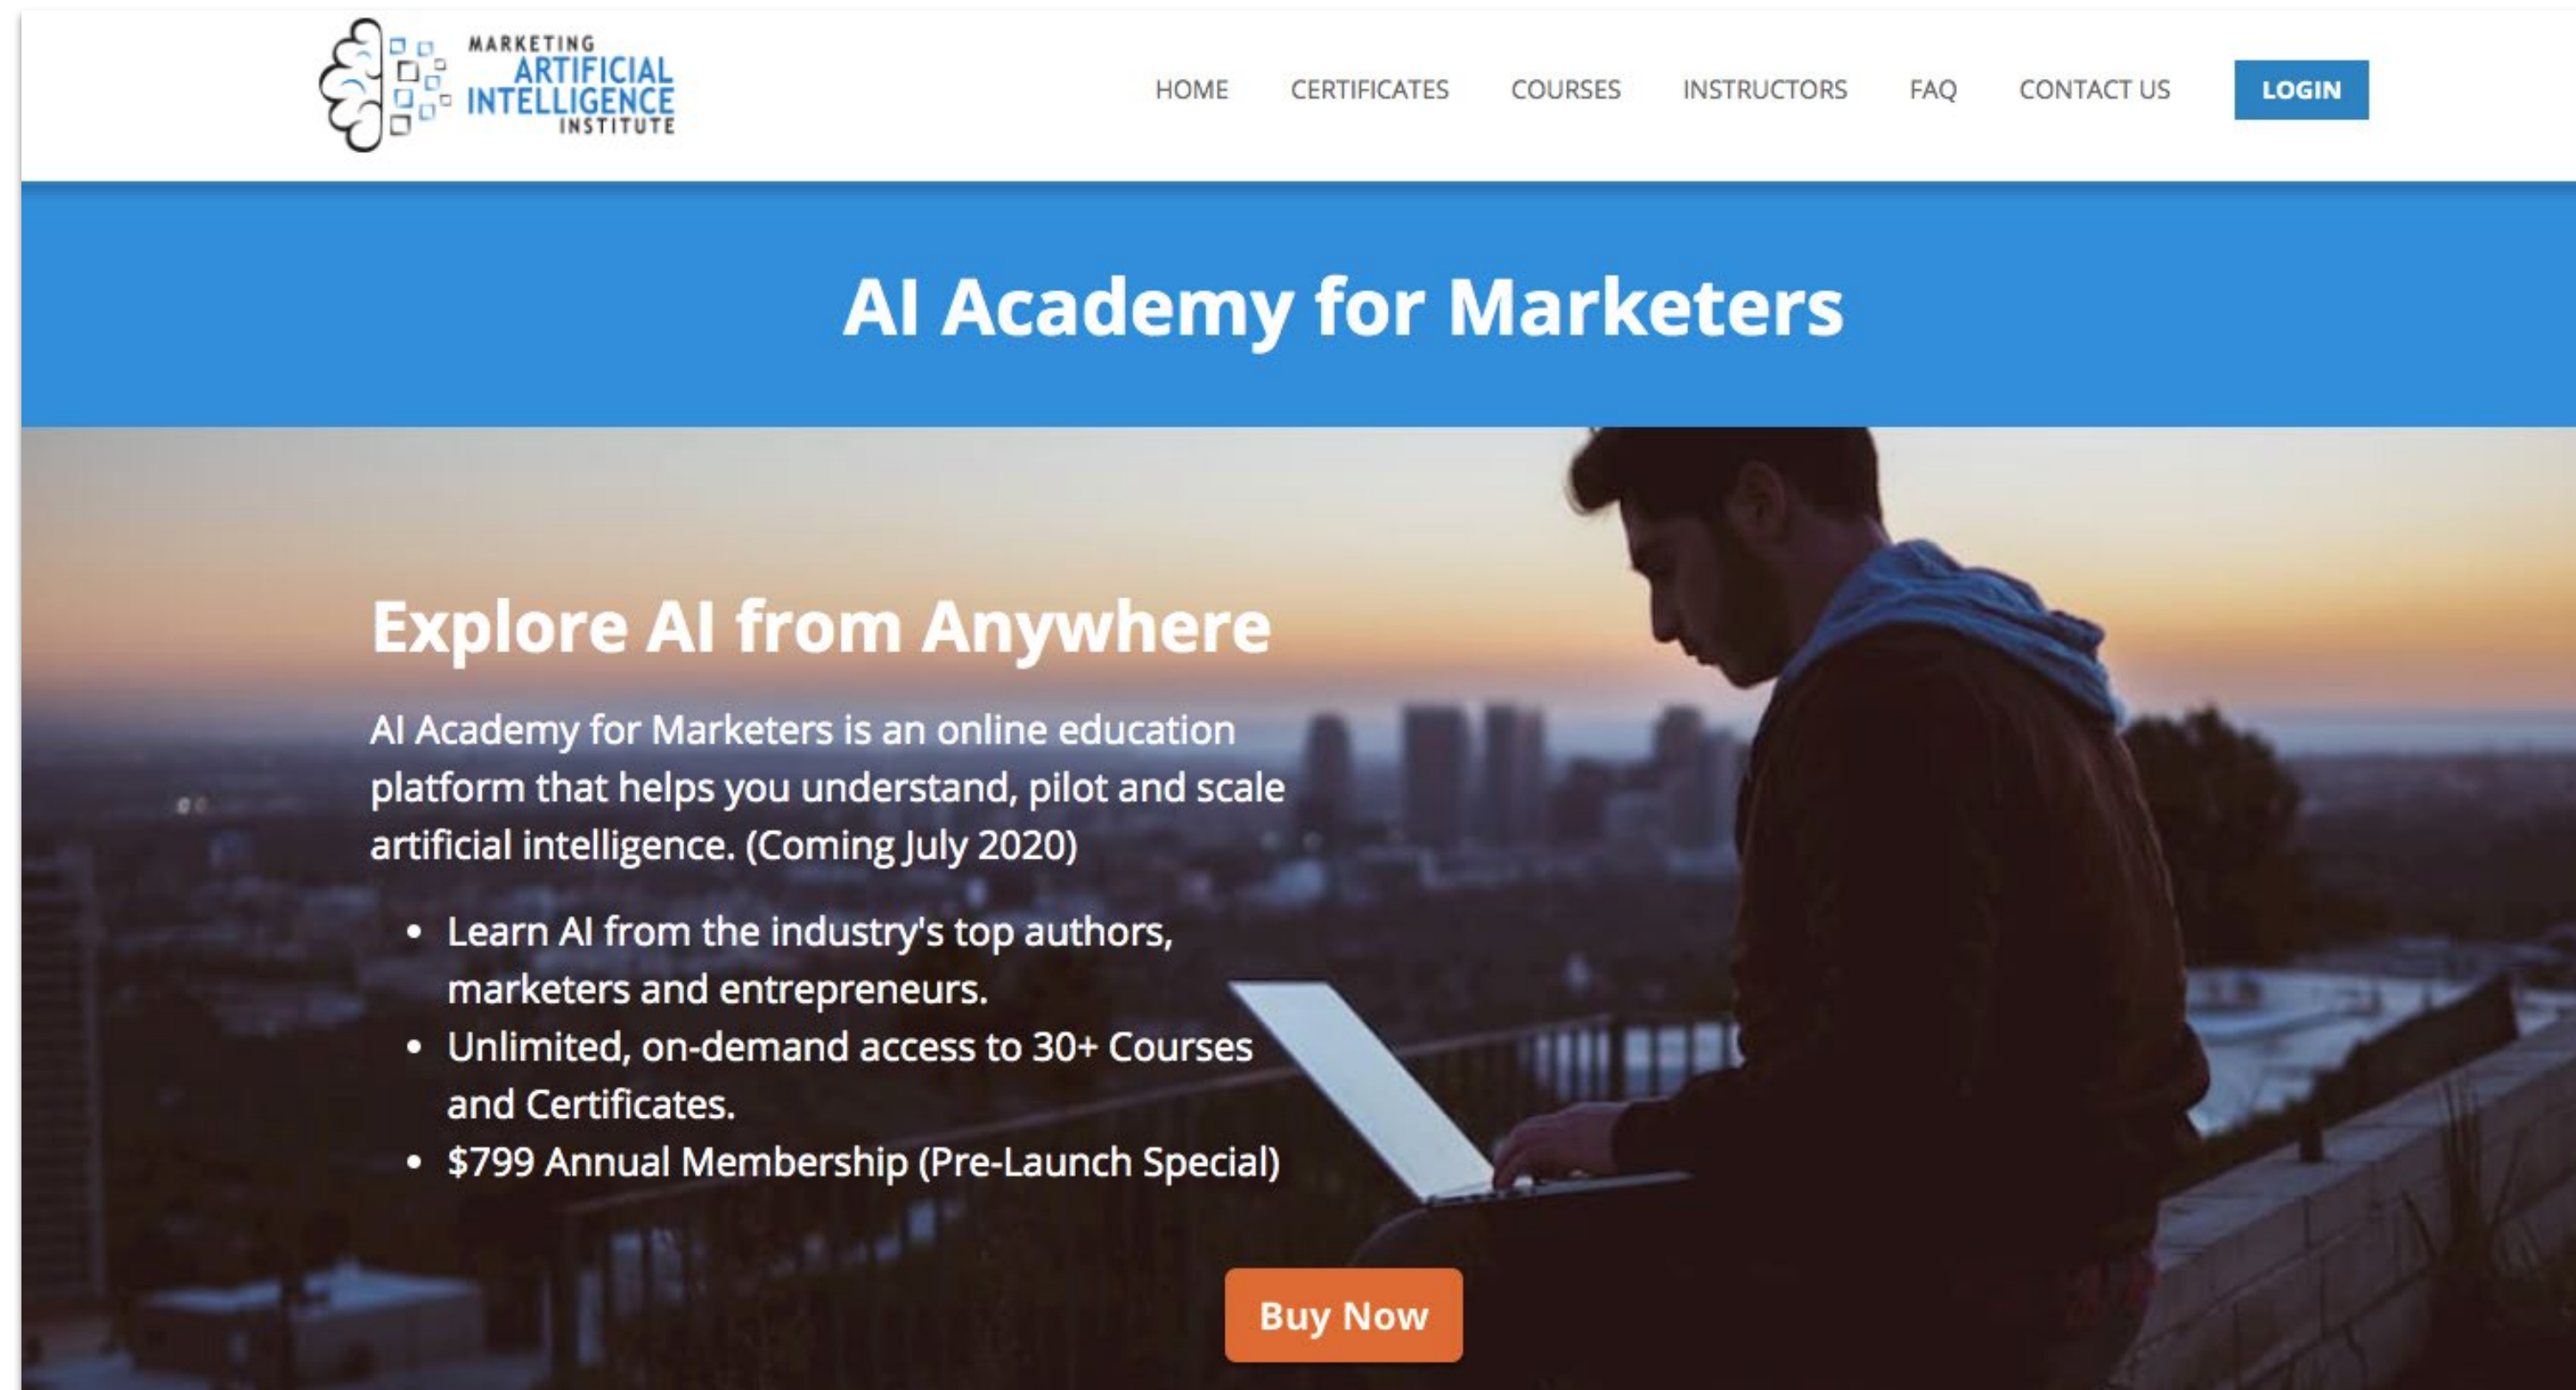 MARKETING
ARTIFICIAL
INTELLIGENCE
INSTITUTE
HOME CERTIFICATES COURSES INSTRUCTORS FAQ CONTACT US LOGIN
AI Academy for Marketers
Explore AI from Anywhere
AI Academy for Marketers is an online education
platform that helps you understand, pilot and scale
artificial intelligence. (Coming July 2020)
• Learn AI from the industry's top authors,
marketers and entrepreneurs.
• Unlimited, on-demand access to 30+ Courses
and Certificates.
• $799 Annual Membership (Pre-Launch Special)
Buy Now